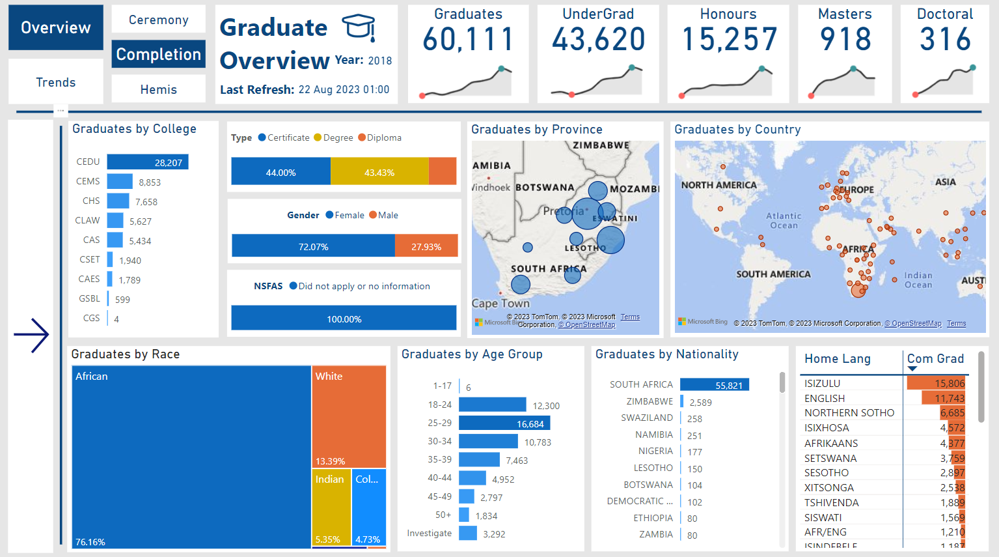 Overview
Trends
Ceremony
Completion
Hemis
Graduate
Overview Year: 2018
Last Refresh: 22 Aug 2023 01:00
Graduates
60,111
UnderGrad
43,620
Honours
15,257
Masters
918
Doctoral
316
Graduates by College
CEDU 28,207
CEMS 8,853
CHS 7,658
CLAW 5,627
CAS 5,434
CSET 1,940
CAES 1,789
GSBL 599
CGS 4
Type Certificate Degree Diploma
44.00% 43.43%
Gender Female Male
72.07% 27.93%
NSFAS Did not apply or no information
100.00%
Graduates by Province
ZIMBABWE
AMIBIA
Vindhoek BOTSWANA MOZAMBI
Pretoria
ESWATINI
LESOTHO
SOUTH AFRICA
Cape Town
© 2023 TomTom, © 2023 Microsoft Terms
Microsoft Bing Corporation, © OpenStreetMap
Graduates by Country
NORTH AMERICA
ASIA
EUROPE
Atlantic
Ocean
AFRICA
SOUTH AMERICA
Indian
Ocean
AUST
Microsoft Bing © 2023 TomTom, © 2023 Microsoft Corporation, © OpenStreetMap Terms
Graduates by Race
African
76.16%
White
13.39%
Indian
5.35%
Col...
4.73%
Graduates by Age Group
1-17 6
18-24 12,300
25-29 16,684
30-34 10,783
35-39 7,463
40-44 4,952
45-49 2,797
50+ 1,834
Investigate 3,292
Graduates by Nationality
SOUTH AFRICA 55,821
ZIMBABWE 2,589
SWAZILAND 258
NAMIBIA 251
NIGERIA 177
LESOTHO 150
BOTSWANA 104
DEMOCRATIC ... 102
ETHIOPIA 80
ZAMBIA 80
Home Lang Com Grad
ISIZULU 15,806
ENGLISH 11,743
NORTHERN SOTHO 6,685
ISIXHOSA 4,572
AFRIKAANS 4,377
SETSWANA 3,759
SESOTHO 2,897
XITSONGA 2,538
TSHIVENDA 1,889
SISWATI 1,569
AFR/ENG 1,210
ISINDEBELE 1,187